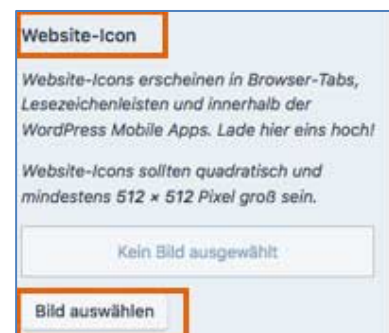 Website-Icon
Website-Icons erscheinen in Browser-Tabs,
Lesezeichenleisten und innerhalb der
WordPress Mobile Apps. Lade hier eins hoch!
Website-Icons sollten quadratisch und
mindestens 512 × 512 Pixel groß sein.
Kein Bild ausgewählt
Bild auswählen